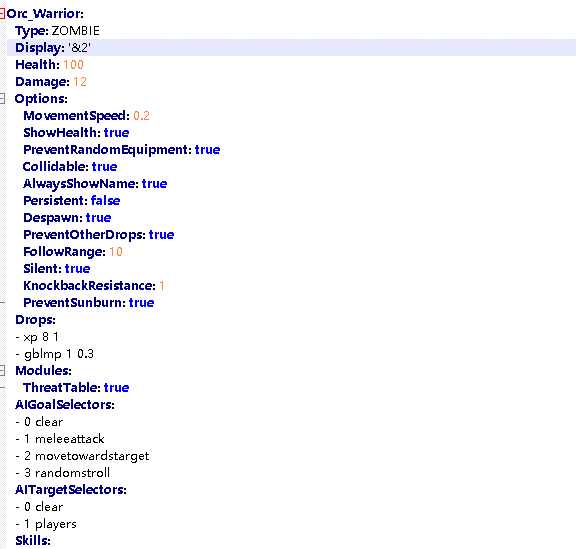 Orc_Warrior:
Type: ZOMBIE
Display: '&2'
Health: 100
Damage: 12
Options:
MovementSpeed: 0.2
ShowHealth: true
PreventRandomEquipment: true
Collidable: true
AlwaysShowName: true
Persistent: false
Despawn: true
PreventOtherDrops: true
FollowRange: 10
Silent: true
KnockbackResistance: 1
PreventSunburn: true
Drops:
- xp 8 1
- gblmp 1 0.3
Modules:
ThreatTable: true
AIGoalSelectors:
- 0 clear
- 1 meleeattack
- 2 movetowardstarget
- 3 randomstroll
AITargetSelectors:
- 0 clear
- 1 players
Skills: